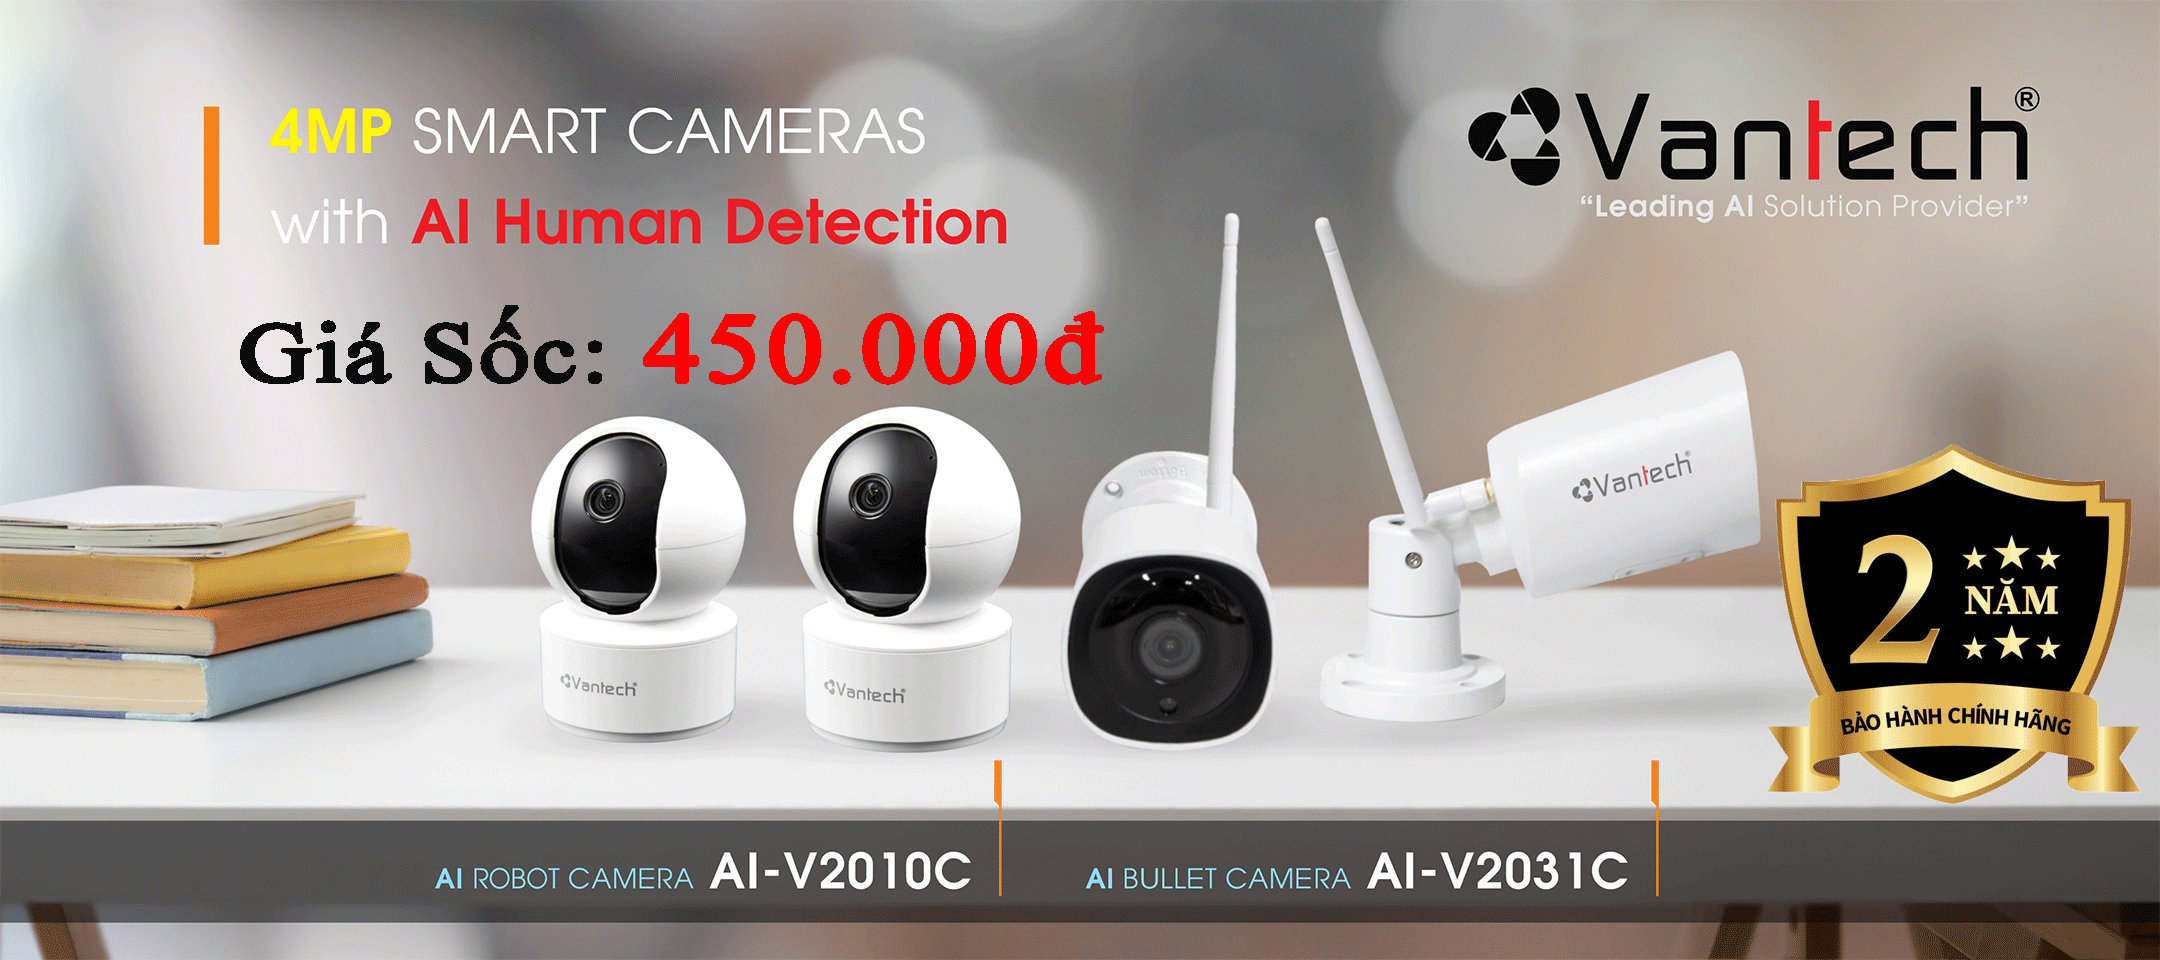 4MP SMART CAMERAS
with AI Human Detection
Giá Sốc: 450.000đ
Vantech®
“Leading AI Solution Provider”
Bottom
Vantech®
Vantech®
Vantech®
2 NĂM
BẢO HÀNH CHÍNH HÃNG
AI ROBOT CAMERA AI-V2010C
AI BULLET CAMERA AI-V2031C